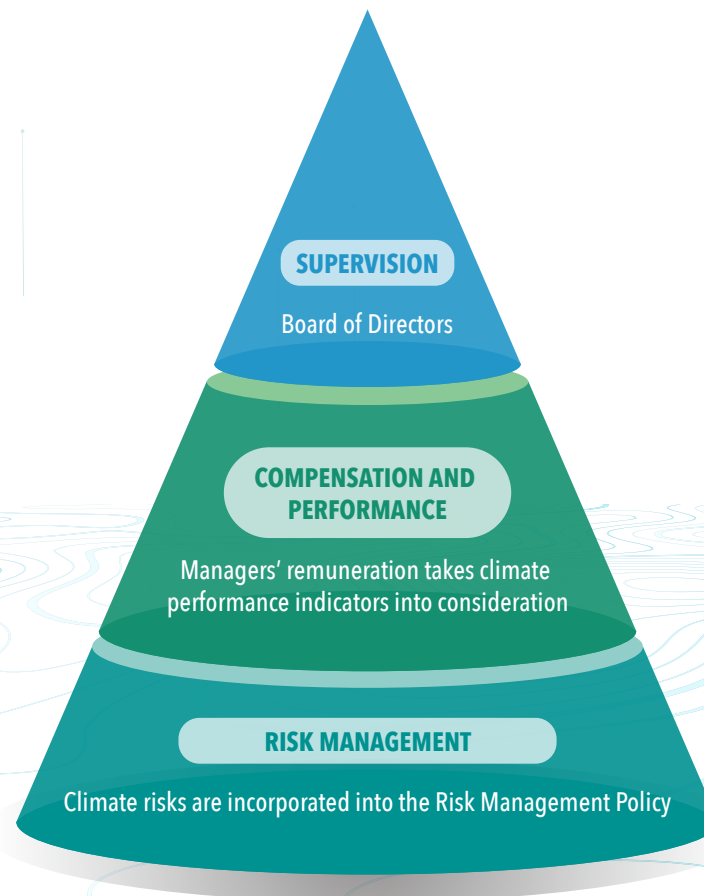 SUPERVISION
Board of Directors
COMPENSATION AND
PERFORMANCE
Managers’ remuneration takes climate
performance indicators into consideration
RISK MANAGEMENT
Climate risks are incorporated into the Risk Management Policy